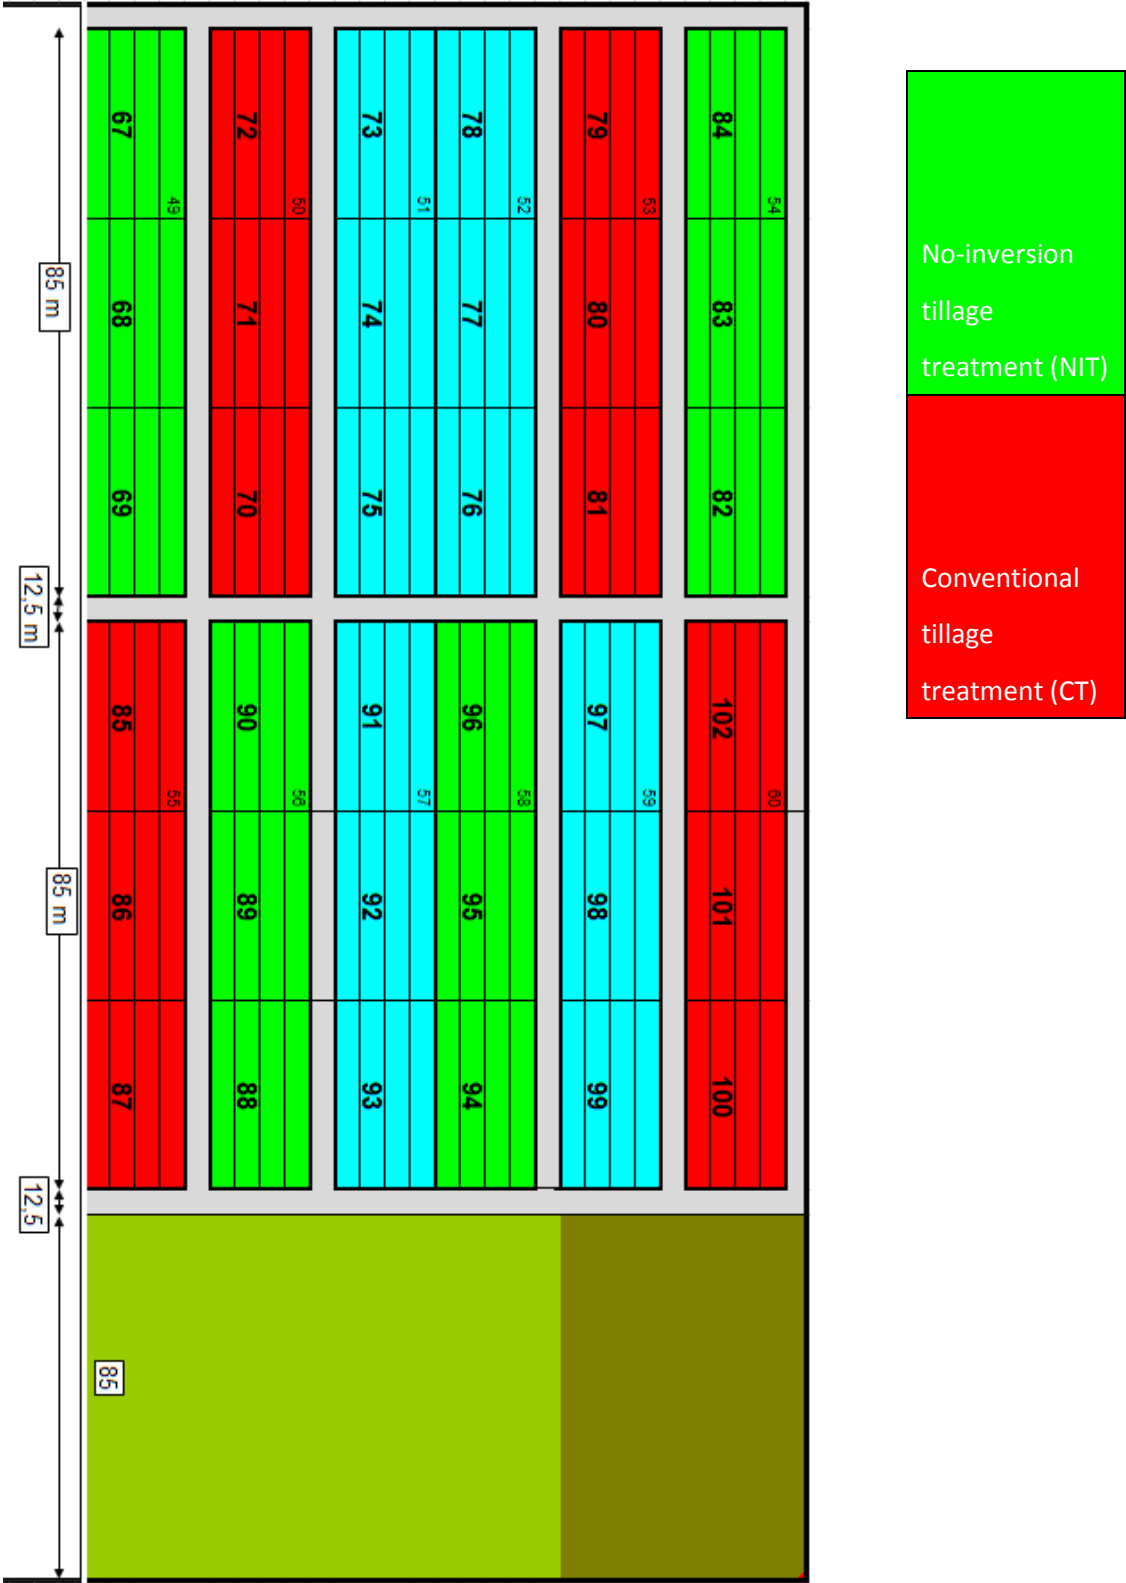 67 72 73 78 79 84
49 50 51 52 53 54
85 m 68 71 74 77 80 83
69 70 75 76 81 82
12,5 m
85 90 91 96 97 102
55 56 57 58 59 60
85 m 86 89 92 95 98 101
87 88 93 94 99 100
12,5
85
No-inversion
tillage
treatment (NIT)
Conventional
tillage
treatment (CT)